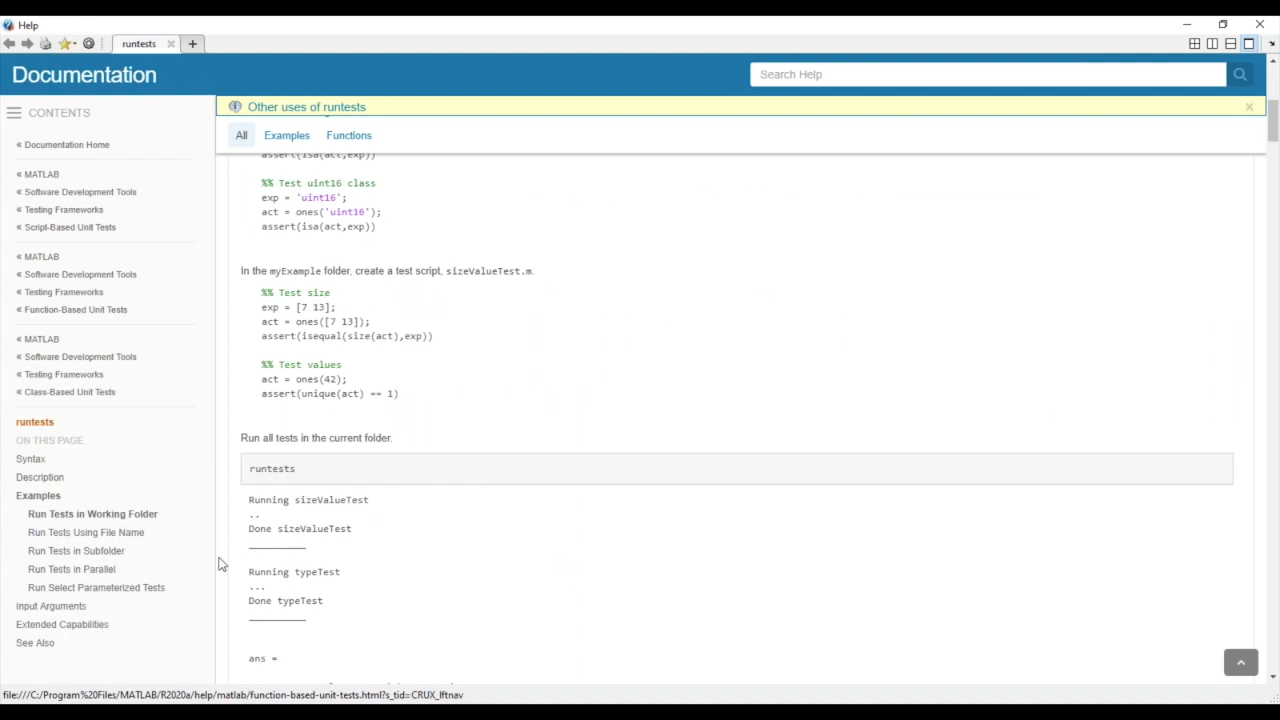 Help
runtests
Documentation
Search Help
CONTENTS
« Documentation Home
« MATLAB
« Software Development Tools
« Testing Frameworks
« Script-Based Unit Tests
« MATLAB
« Software Development Tools
« Testing Frameworks
« Function-Based Unit Tests
« MATLAB
« Software Development Tools
« Testing Frameworks
« Class-Based Unit Tests
runtests
ON THIS PAGE
Syntax
Description
Examples
Run Tests in Working Folder
Run Tests Using File Name
Run Tests in Subfolder
Run Tests in Parallel
Run Select Parameterized Tests
Input Arguments
Extended Capabilities
See Also
Other uses of runtests
All Examples Functions
assert(isa(act,exp))
%% Test uint16 class
exp = 'uint16';
act = ones('uint16');
assert(isa(act,exp))
In the myExample folder, create a test script, sizeValueTest.m.
%% Test size
exp = [7 13];
act = ones([7 13]);
assert(isequal(size(act),exp))
%% Test values
act = ones(42);
assert(unique(act) == 1)
Run all tests in the current folder.
runtests
Running sizeValueTest
..
Done sizeValueTest
__________
Running typeTest
...
Done typeTest
__________
ans =
file:///C:/Program%20Files/MATLAB/R2020a/help/matlab/function-based-unit-tests.html?s_tid=CRUX_lftnav